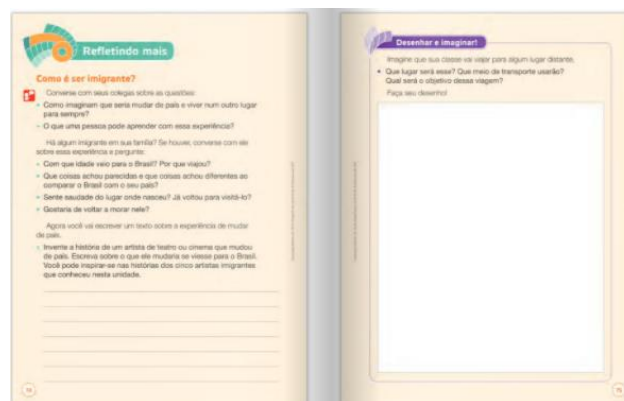 Refletindo mais
Como é ser imigrante?
Converse com seus colegas sobre as questões:
Como imaginam que seria mudar de país e viver num outro lugar
para sempre?
O que uma pessoa pode aprender com essa experiência?
Há algum imigrante em sua família? Se houver, converse com ele
sobre essa experiência e pergunte:
Com que idade veio para o Brasil? Por que viajou?
Que coisas achou parecidas e que coisas achou diferentes ao
comparar o Brasil com o seu país?
Sente saudade do lugar onde nasceu? Já voltou para visitá-lo?
Gostaria de voltar a morar nele?
Agora você vai escrever um texto sobre a experiência de mudar
de país.
Invente a história de um artista de teatro ou cinema que mudou
de país. Escreva sobre o que ele mudaria se viesse para o Brasil.
Você pode inspirar-se nas histórias dos cinco artistas imigrantes
que conheceu nesta unidade.
Desenhar e imaginar!
Imagine que sua classe vai viajar para algum lugar distante.
Que lugar será esse? Que meio de transporte usarão?
Qual será o objetivo dessa viagem?
Faça seu desenho!
75